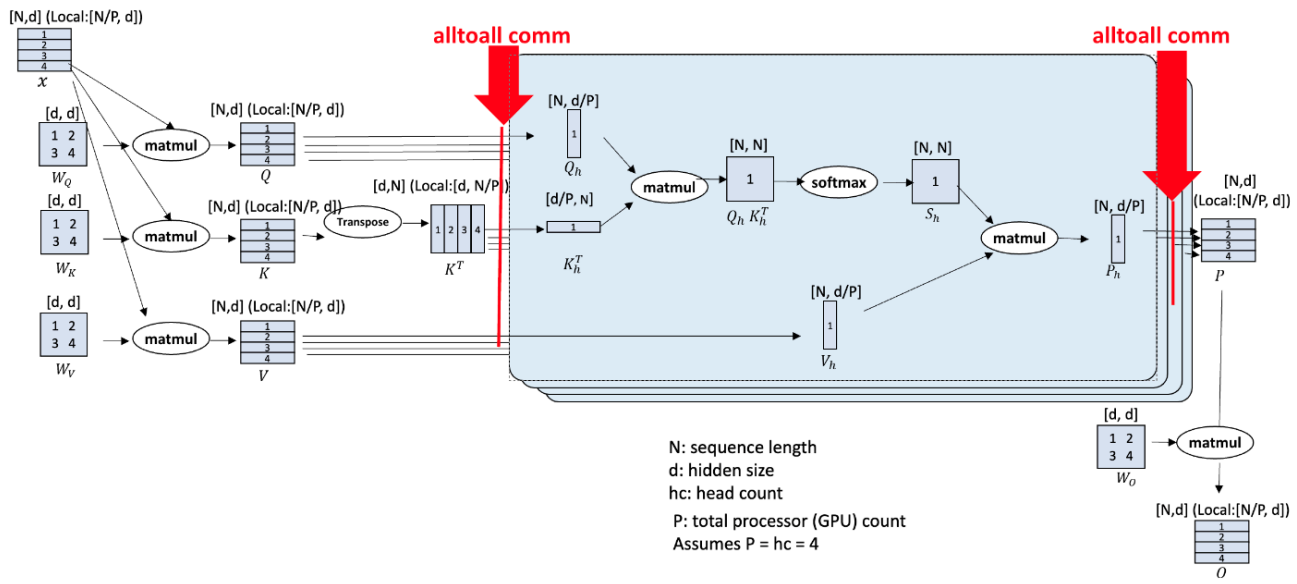 [N,d] (Local:[N/P, d])
1
2
3
4
x
alltoall comm
alltoall comm
[d, d]
1 2
3 4
W_Q
matmul
[N,d] (Local:[N/P, d])
1
2
3
4
Q
[N, d/P]
1
Q_h
[d, d]
1 2
3 4
W_K
matmul
[N,d] (Local:[N/P, d])
1
2
3
4
K
Transpose
[d,N] (Local:[d, N/P])
1 2 3 4
K^T
[d/P, N]
1
K_h^T
matmul
[N, N]
1
Q_h K_h^T
softmax
[N, N]
1
S_h
matmul
[N, d/P]
1
P_h
[N,d]
(Local:[N/P, d])
1
2
3
4
P
[d, d]
1 2
3 4
W_V
matmul
[N,d] (Local:[N/P, d])
1
2
3
4
V
[N, d/P]
1
V_h
[d, d]
1 2
3 4
W_O
matmul
[N,d] (Local:[N/P, d])
1
2
3
4
O
N: sequence length
d: hidden size
hc: head count
P: total processor (GPU) count
Assumes P = hc = 4